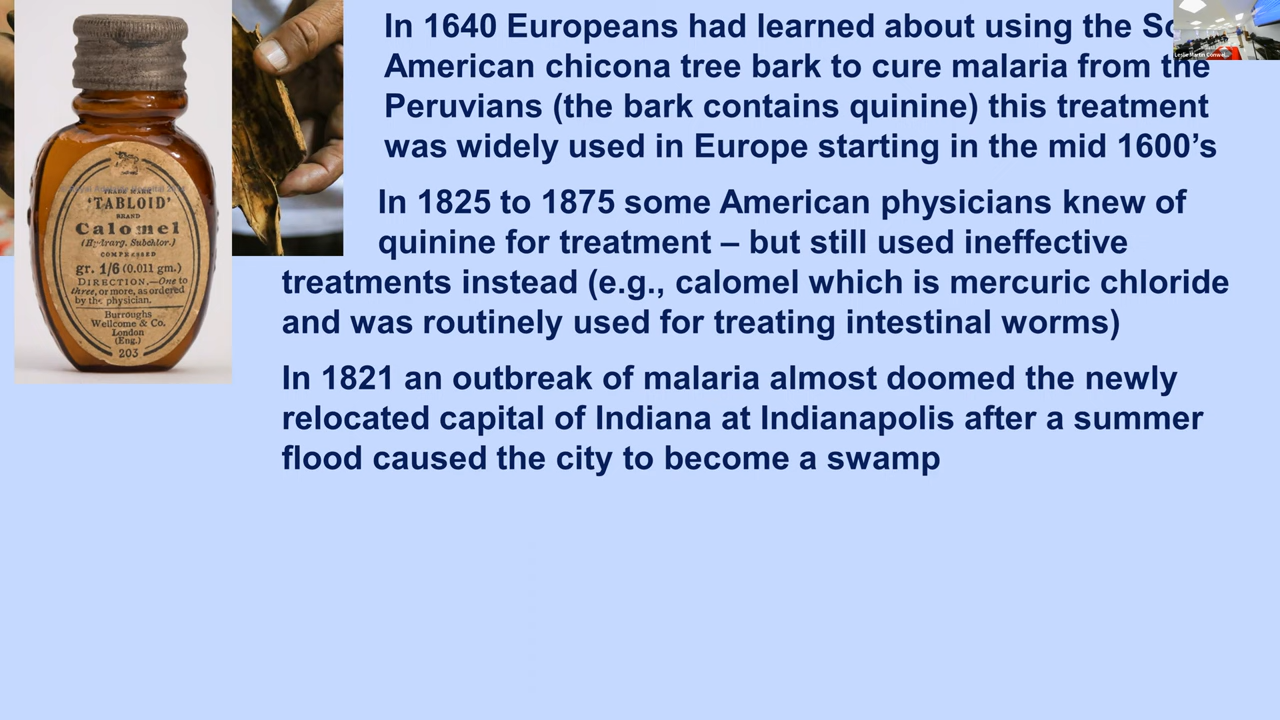 In 1640 Europeans had learned about using the
American chicona tree bark to cure malaria from the
Peruvians (the bark contains quinine) this treatment
was widely used in Europe starting in the mid 1600’s
In 1825 to 1875 some American physicians knew of
quinine for treatment – but still used ineffective
treatments instead (e.g., calomel which is mercuric chloride
and was routinely used for treating intestinal worms)
In 1821 an outbreak of malaria almost doomed the newly
relocated capital of Indiana at Indianapolis after a summer
flood caused the city to become a swamp
TRADE MARK
'TABLOID'
BRAND
Calomel
(Hydrarg. Subchlor.)
COMPRESSED
gr. 1/6 (0.011 gm.)
DIRECTION.—One to
three, or more, as ordered
by the physician.
Burroughs
Wellcome & Co.
London
(Eng.)
203
Leslie Martin